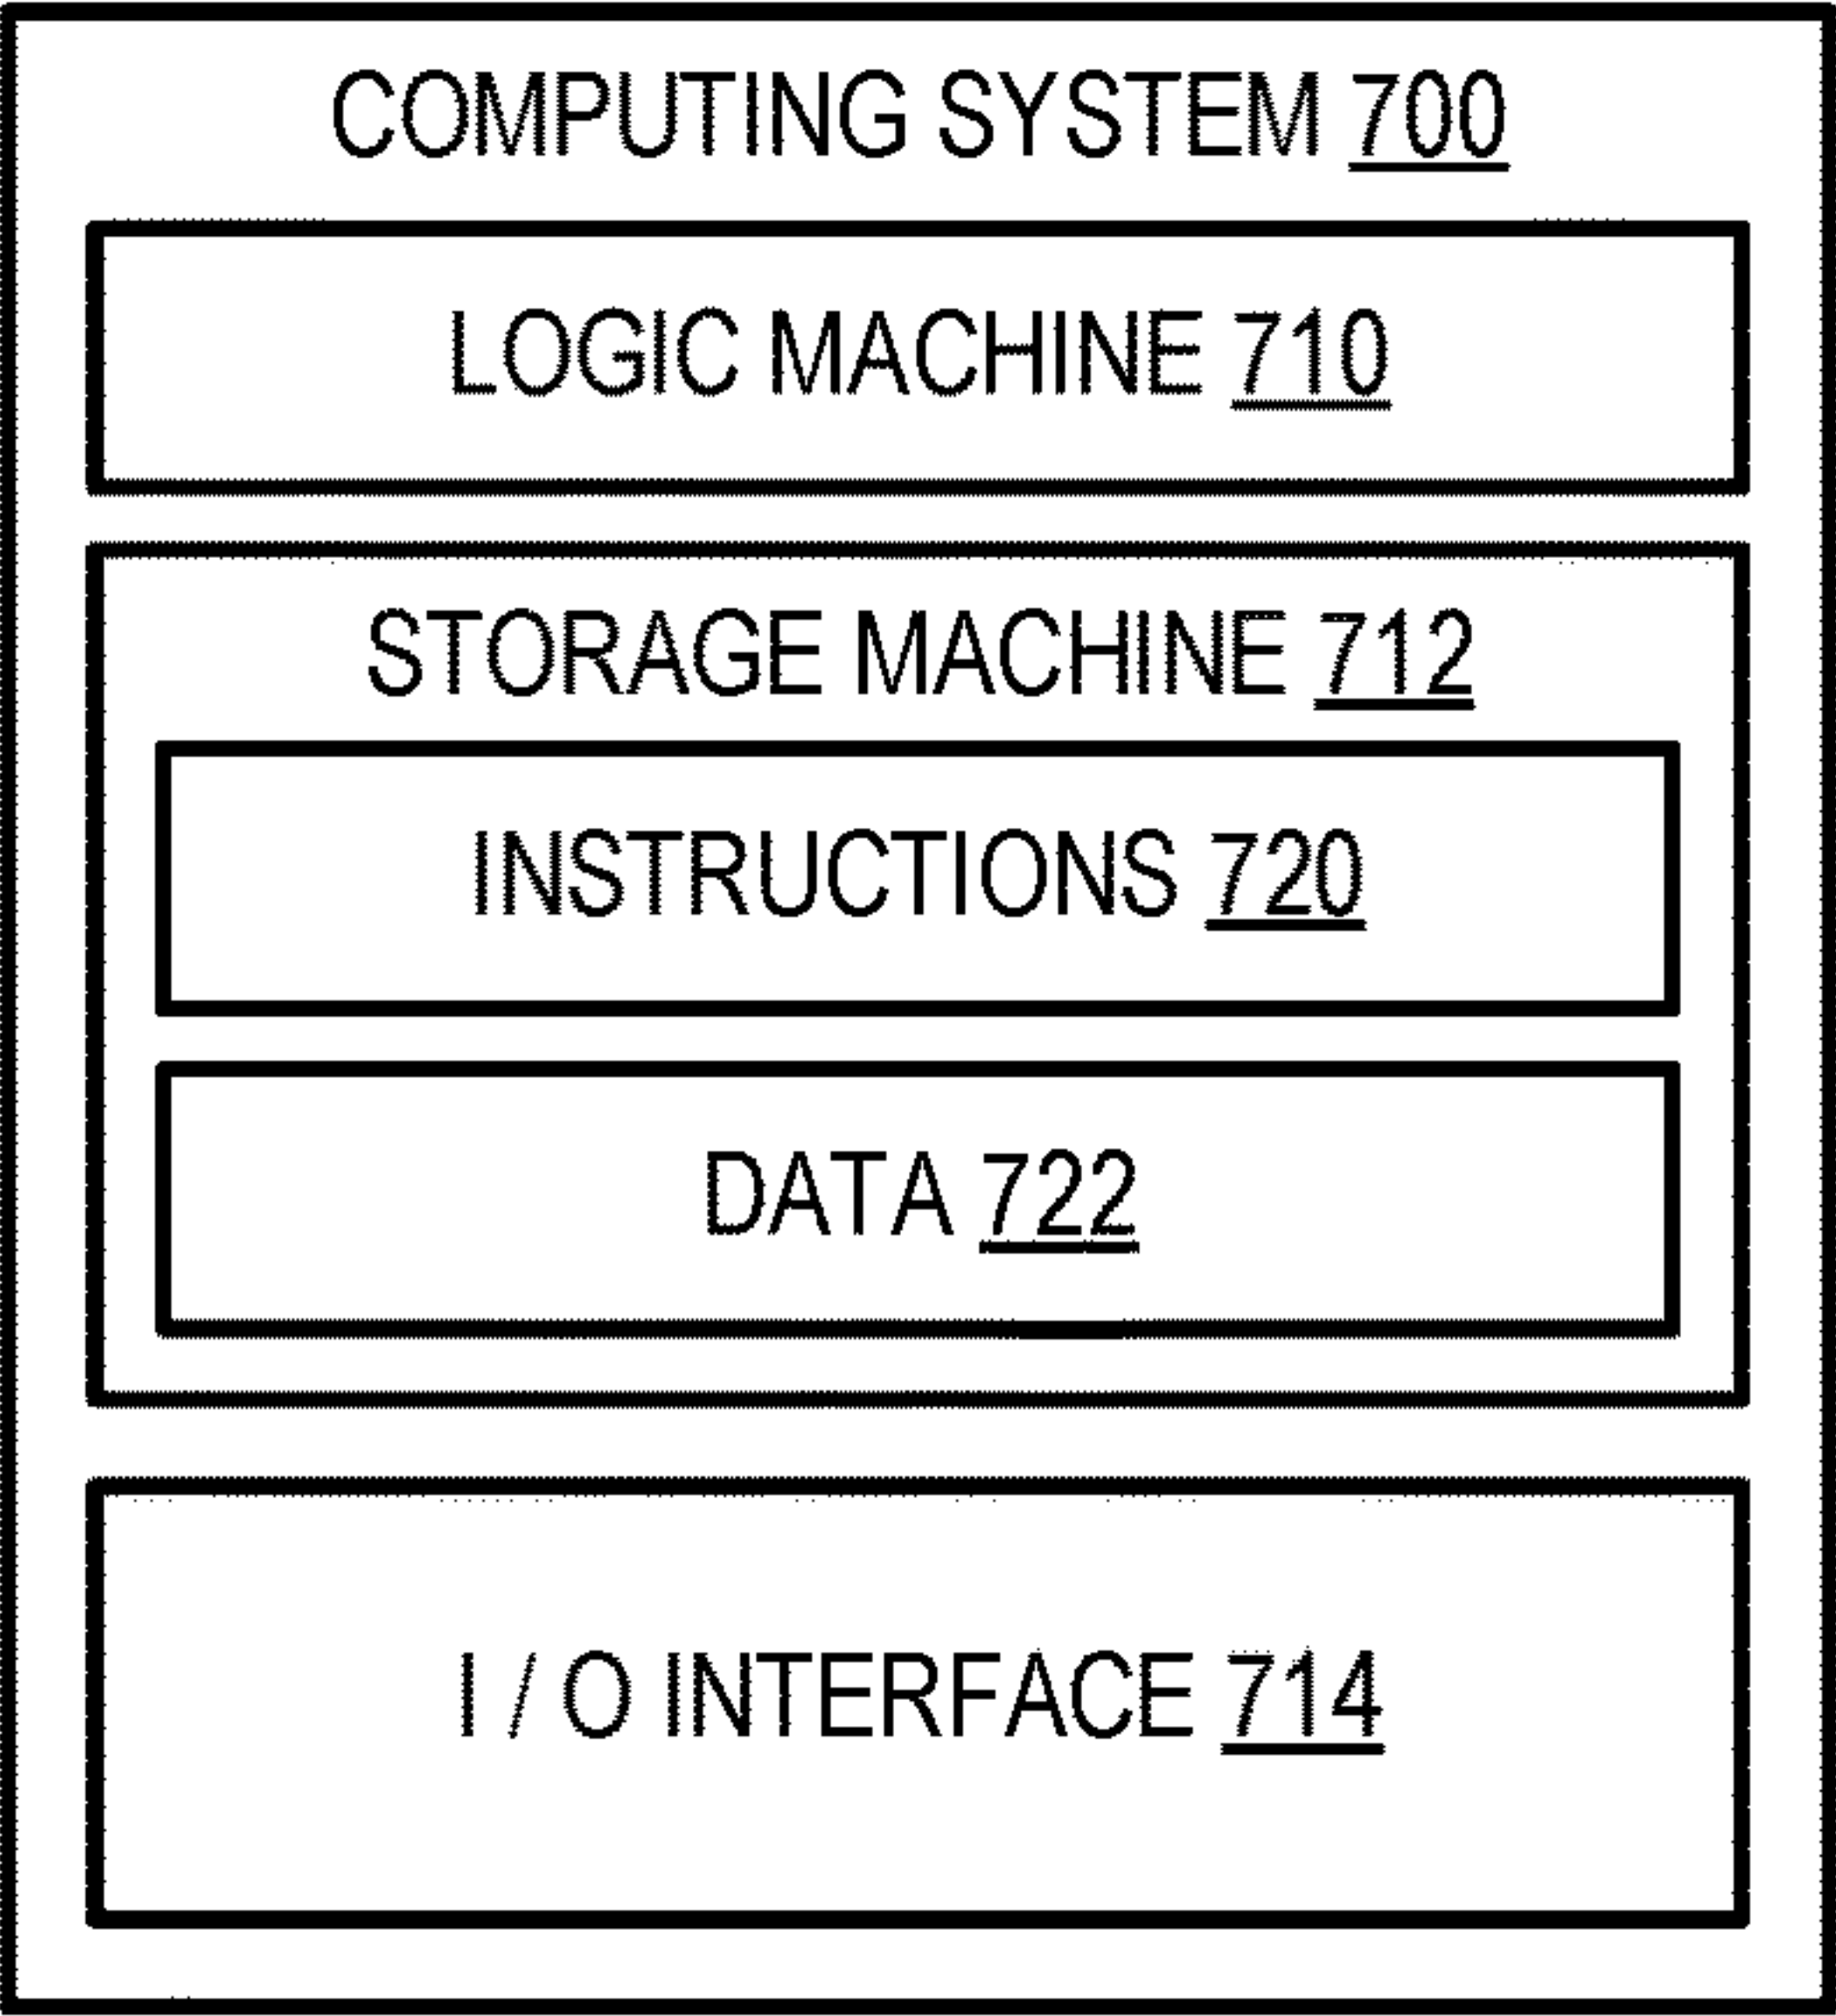 COMPUTING SYSTEM 700
LOGIC MACHINE 710
STORAGE MACHINE 712
INSTRUCTIONS 720
DATA 722
I / O INTERFACE 714